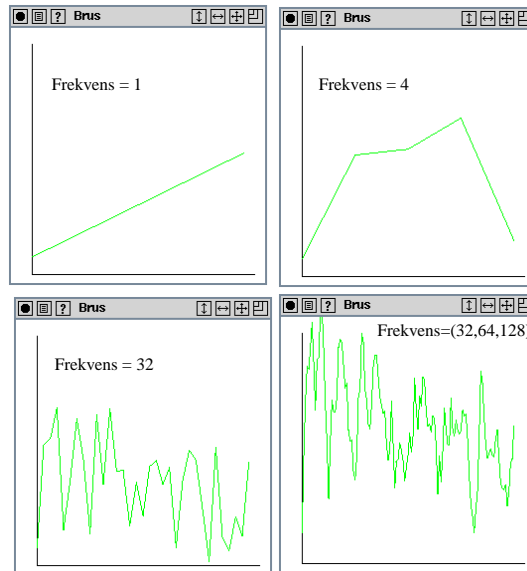 ? Brus
Frekvens = 1
? Brus
Frekvens = 4
? Brus
Frekvens = 32
? Brus
Frekvens=(32,64,128)